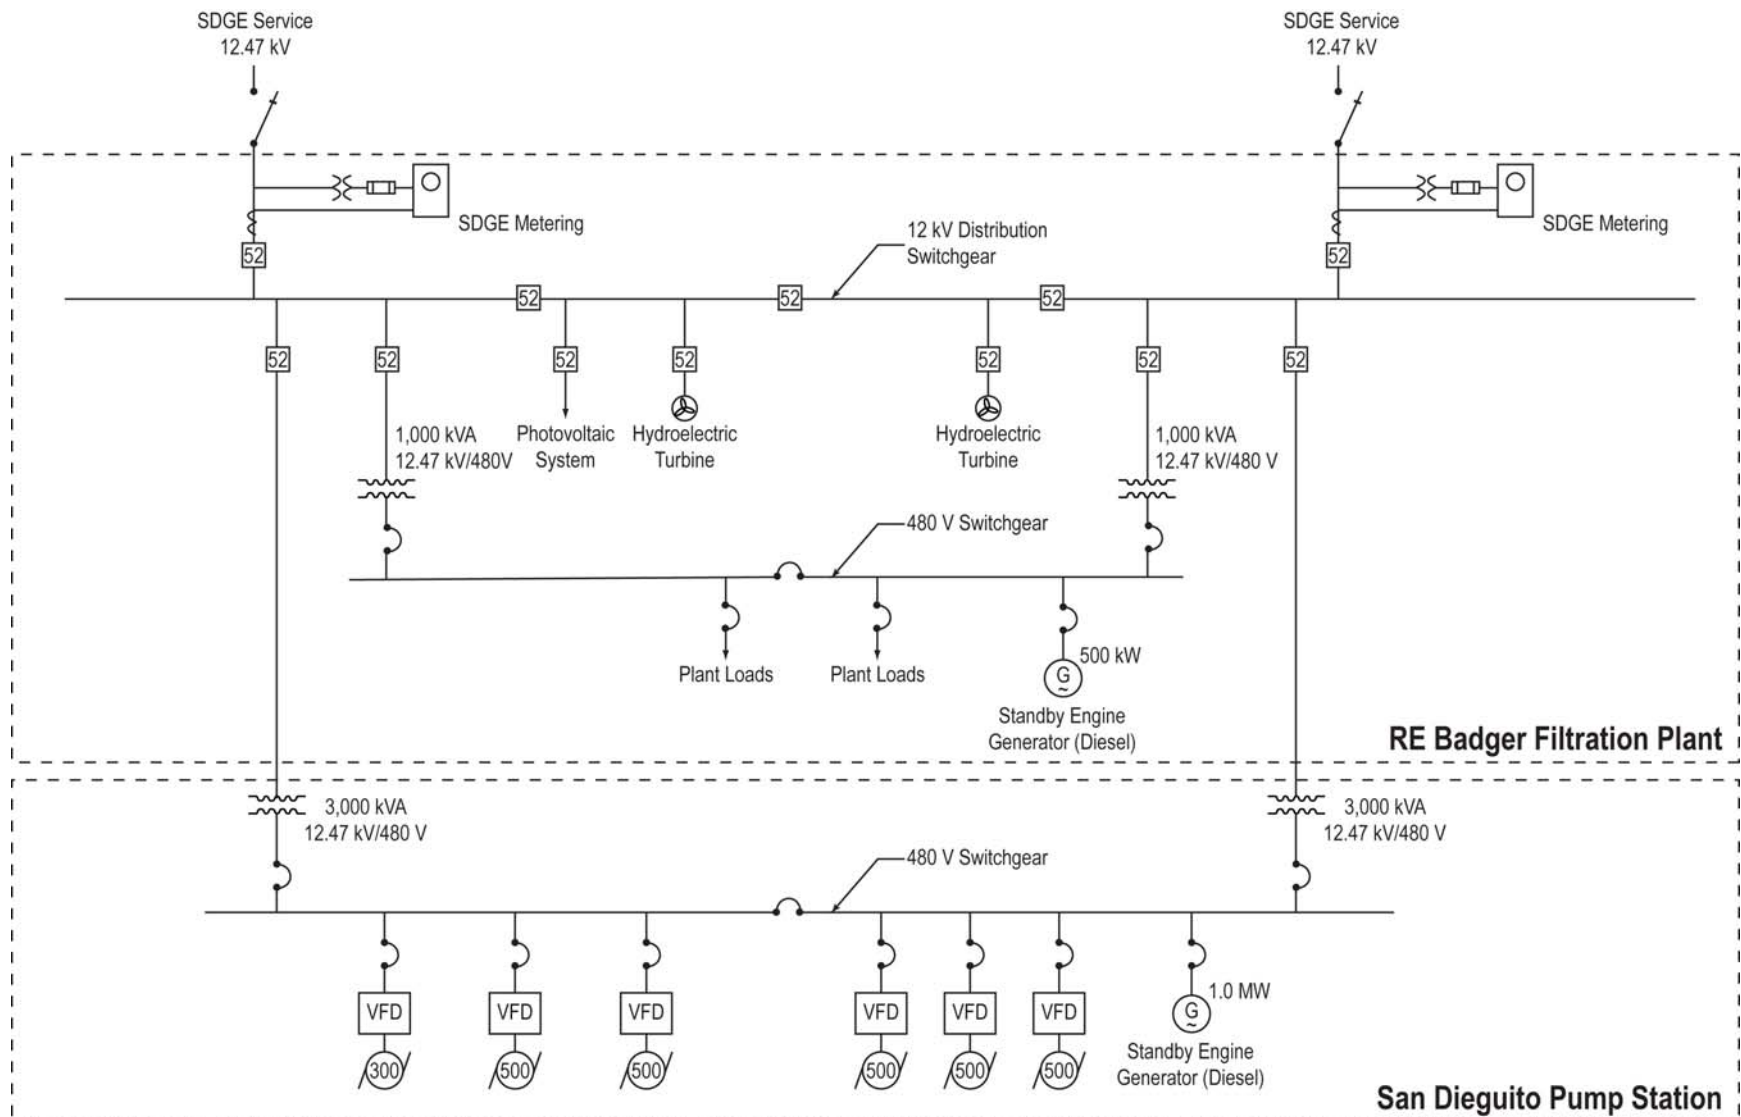 SDGE Service
12.47 kV
SDGE Service
12.47 kV
SDGE Metering
SDGE Metering
52
52
12 kV Distribution
Switchgear
52
52
52
52
52
52
52
52
52
52
1,000 kVA
12.47 kV/480V
Photovoltaic
System
Hydroelectric
Turbine
Hydroelectric
Turbine
1,000 kVA
12.47 kV/480 V
480 V Switchgear
Plant Loads
Plant Loads
500 kW
G
~
Standby Engine
Generator (Diesel)
RE Badger Filtration Plant
3,000 kVA
12.47 kV/480 V
3,000 kVA
12.47 kV/480 V
480 V Switchgear
VFD
VFD
VFD
VFD
VFD
VFD
1.0 MW
G
~
300
500
500
500
500
500
Standby Engine
Generator (Diesel)
San Dieguito Pump Station